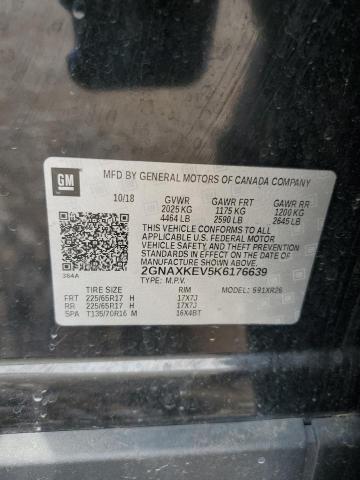 GM
MFD BY GENERAL MOTORS OF CANADA COMPANY
10/18 GVWR GAWR FRT GAWR RR
2025 KG 1175 KG 1200 KG
4464 LB 2590 LB 2645 LB
THIS VEHICLE CONFORMS TO ALL
APPLICABLE U.S. FEDERAL MOTOR
VEHICLE SAFETY, BUMPER, AND THEFT
PREVENTION STANDARDS IN EFFECT ON
THE DATE OF MANUFACTURE SHOWN ABOVE.
384A 2GNAXKEV5K6176639
TYPE: M.P.V. MODEL: 591XR26
TIRE SIZE RIM
FRT 225/65R17 H 17X7J
RR 225/65R17 H 17X7J
SPA T135/70R16 M 16X4BT